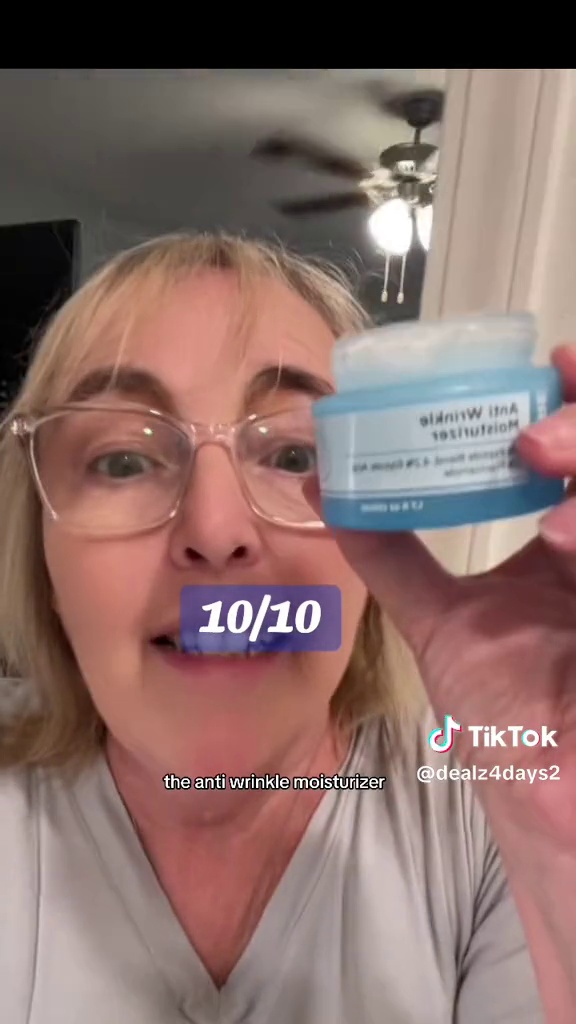 Anti Wrinkle
Moisturizer
10/10
TikTok
@dealz4days2
the anti wrinkle moisturizer